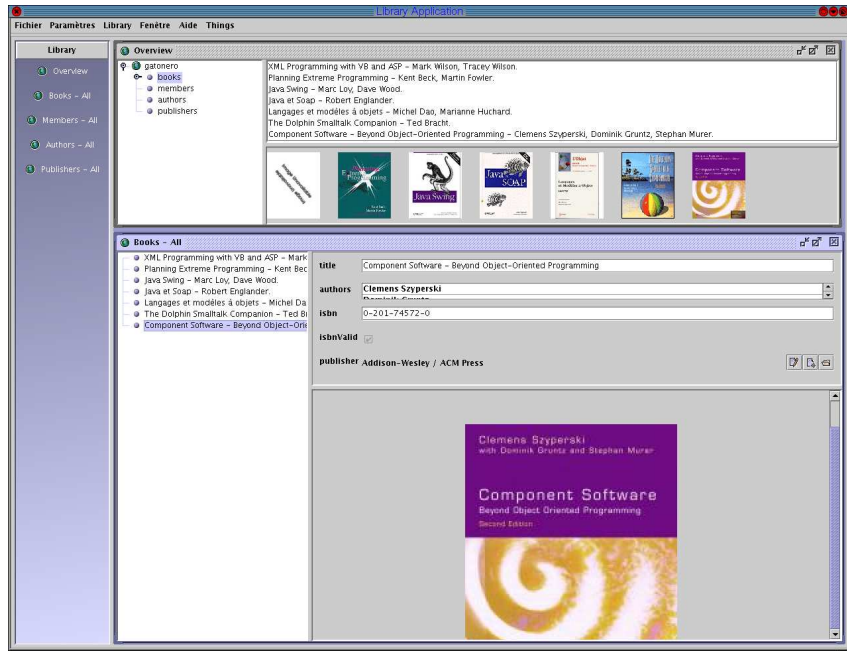 Library Application
Fichier Paramètres Library Fenêtre Aide Things
Library
Overview
Books - All
Members - All
Authors - All
Publishers - All
Overview
gatonero
books
members
authors
publishers
XML Programming with VB and ASP - Mark Wilson, Tracey Wilson.
Planning Extreme Programming - Kent Beck, Martin Fowler.
Java Swing - Marc Loy, Dave Wood.
Java et Soap - Robert Englander.
Langages et modéles á objets - Michel Dao, Marianne Huchard.
The Dolphin Smalltalk Companion - Ted Bracht.
Component Software - Beyond Object-Oriented Programming - Clemens Szyperski, Dominik Gruntz, Stephan Murer.
Java Swing
Java
SOAP
Books - All
XML Programming with VB and ASP - Mark
Planning Extreme Programming - Kent Bec
Java Swing - Marc Loy, Dave Wood.
Java et Soap - Robert Englander.
Langages et modéles á objets - Michel Da
The Dolphin Smalltalk Companion - Ted Br
Component Software - Beyond Object-Orie
title Component Software - Beyond Object-Oriented Programming
authors Clemens Szyperski
Dominik Gruntz
isbn 0-201-74572-0
isbnValid
publisher Addison-Wesley / ACM Press
Clemens Szyperski
with Dominik Gruntz and Stephan Murer
Component Software
Beyond Object Oriented Programming
Second Edition